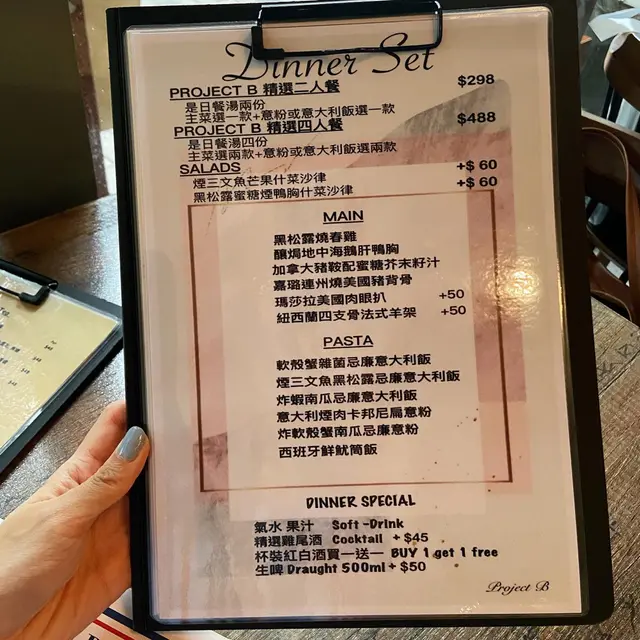 Dinner Set
PROJECT B 精選二人餐 $298
是日餐湯兩份
主菜選一款+意粉或意大利飯選一款
PROJECT B 精選四人餐 $488
是日餐湯四份
主菜選兩款+意粉或意大利飯選兩款
SALADS
煙三文魚芒果什菜沙律 +$ 60
黑松露蜜糖煙鴨胸什菜沙律 +$ 60
MAIN
黑松露燒春雞
釀焗地中海鵝肝鴨胸
加拿大豬鞍配蜜糖芥末籽汁
嘉璐連州燒美國豬背骨
瑪莎拉美國肉眼扒 +50
紐西蘭四支骨法式羊架 +50
PASTA
軟殼蟹雜菌忌廉意大利飯
煙三文魚黑松露忌廉意大利飯
炸蝦南瓜忌廉意大利飯
意大利煙肉卡邦尼扁意粉
炸軟殼蟹南瓜忌廉意粉
西班牙鮮魷筒飯
DINNER SPECIAL
氣水 果汁 Soft-Drink
精選雞尾酒 Cocktail + $45
杯裝紅白酒買一送一 BUY 1 get 1 free
生啤 Draught 500ml + $50
Project B